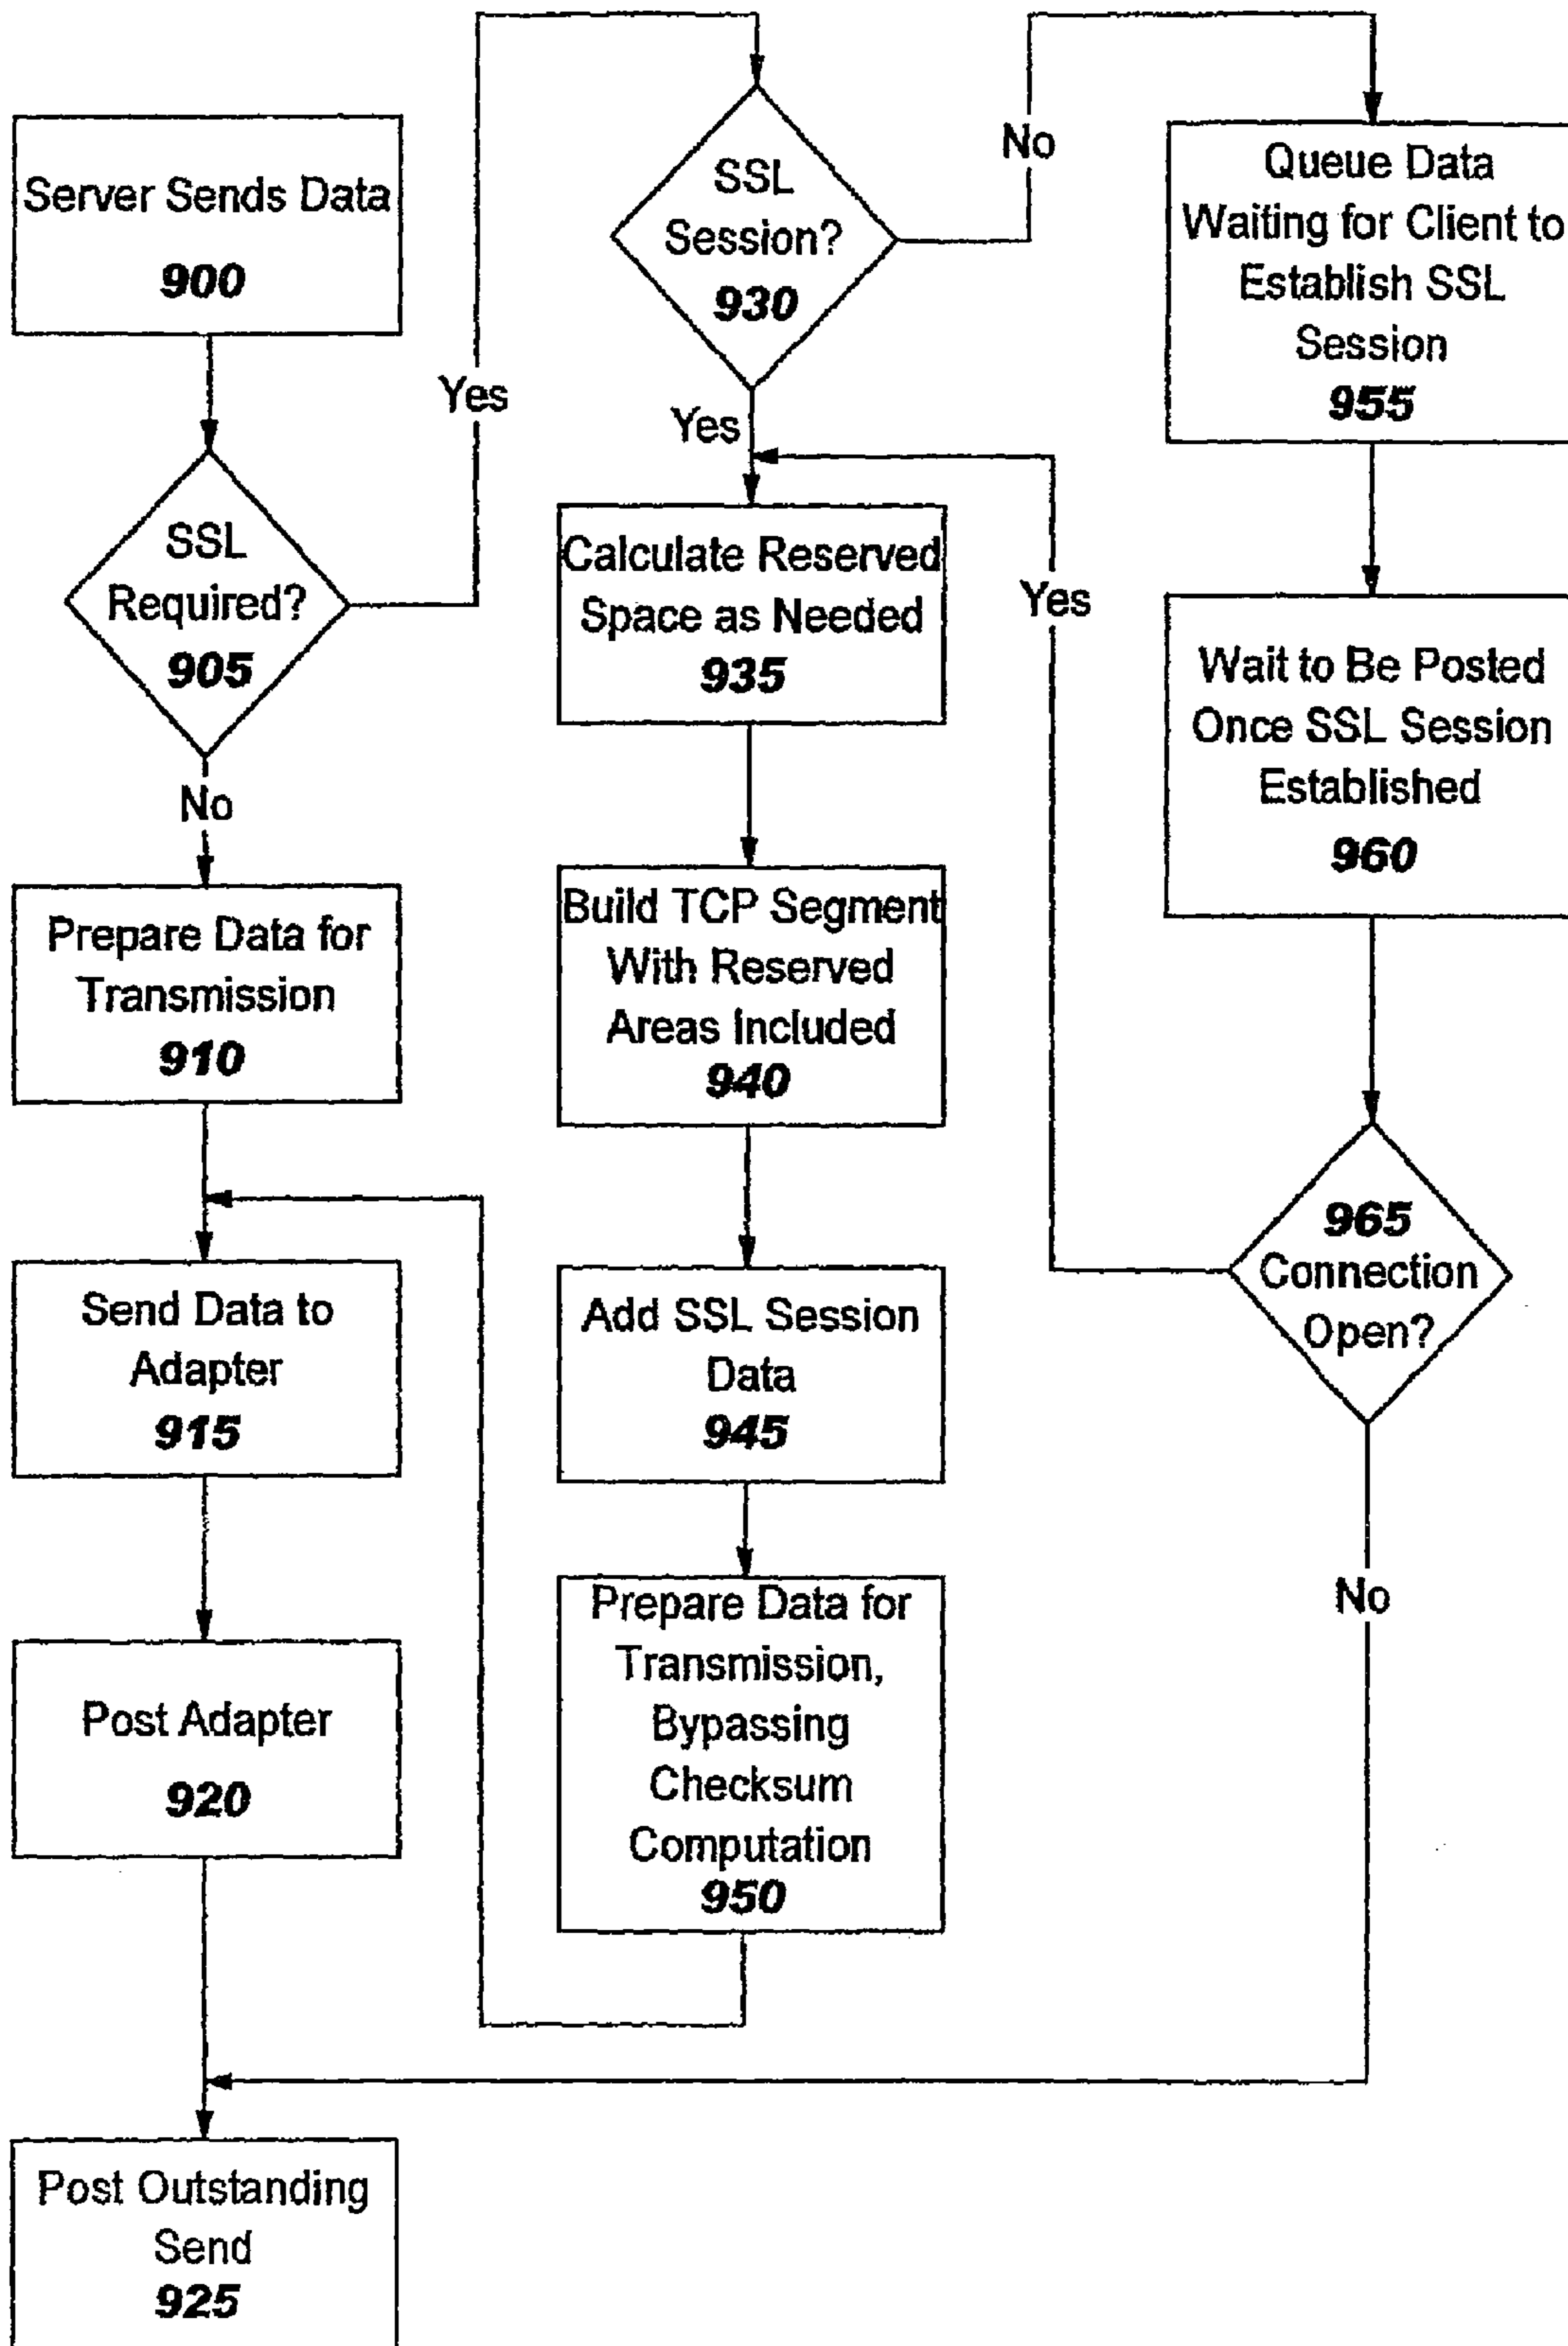 Server Sends Data
900
Yes
SSL
Required?
905
No
Prepare Data for
Transmission
910
Send Data to
Adapter
915
Post Adapter
920
Post Outstanding
Send
925
SSL
Session?
930
No
Yes
Calculate Reserved
Space as Needed
935
Build TCP Segment
With Reserved
Areas Included
940
Add SSL Session
Data
945
Prepare Data for
Transmission,
Bypassing
Checksum
Computation
950
Queue Data
Waiting for Client to
Establish SSL
Session
955
Wait to Be Posted
Once SSL Session
Established
960
Yes
965
Connection
Open?
No